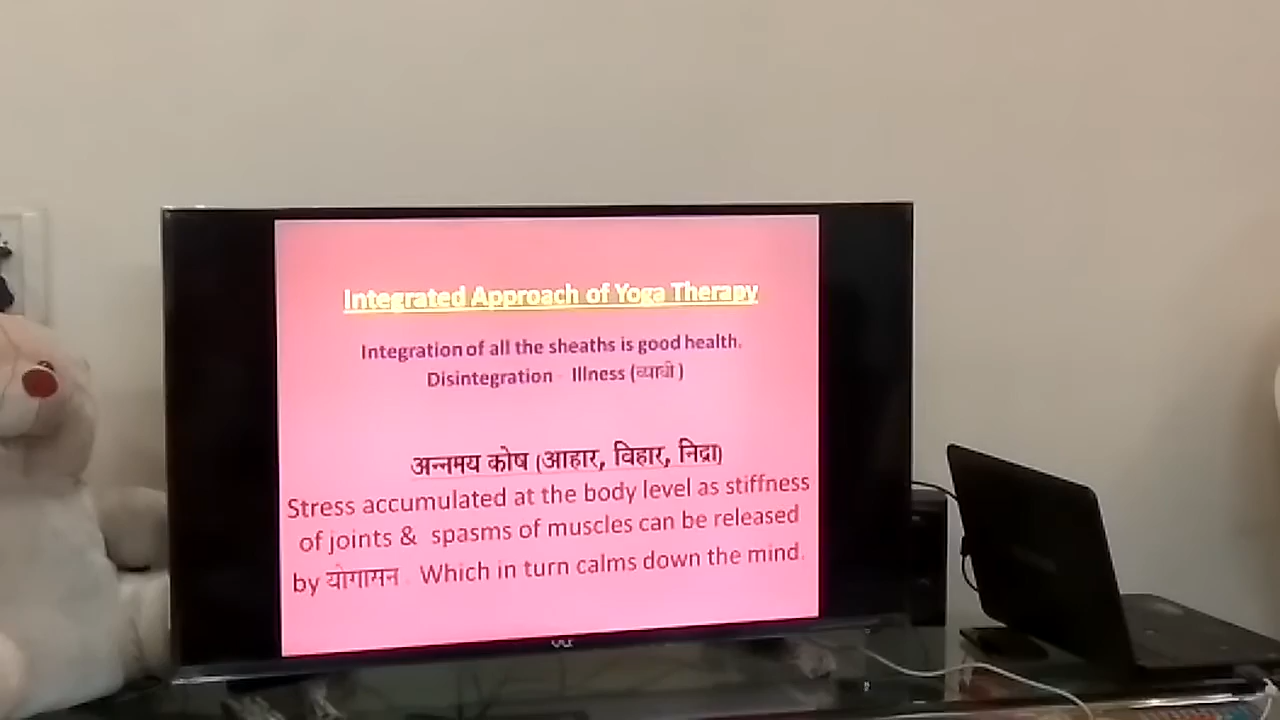 Integrated Approach of Yoga Therapy
Integration of all the sheaths is good health.
Disintegration Illness (व्याधी)
अन्नमय कोष (आहार, विहार, निद्रा)
Stress accumulated at the body level as stiffness
of joints & spasms of muscles can be released
by योगासन . Which in turn calms down the mind.